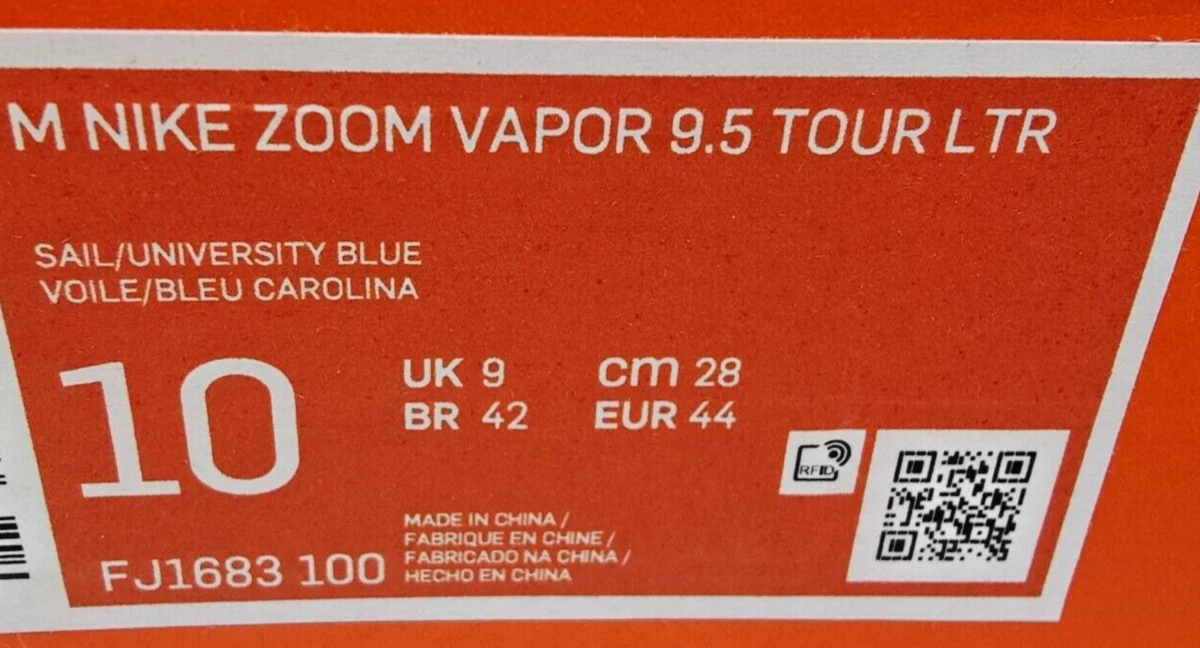 M NIKE ZOOM VAPOR 9.5 TOUR LTR
SAIL/UNIVERSITY BLUE
VOILE/BLEU CAROLINA
10
UK 9
cm 28
BR 42
EUR 44
RFID
MADE IN CHINA /
FABRIQUE EN CHINE /
FABRICADO NA CHINA /
HECHO EN CHINA
FJ1683 100